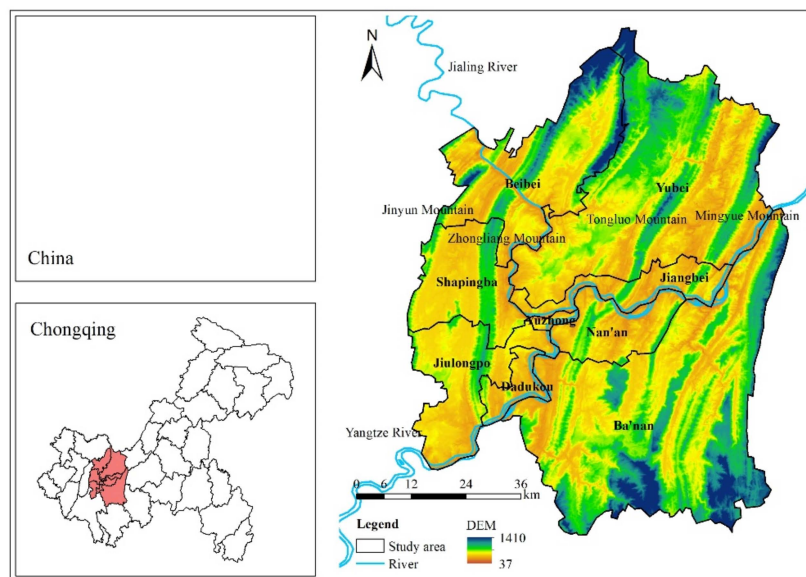 China
Chongqing
N
Jialing River
Beibei
Yubei
Jinyun Mountain
Tongluo Mountain
Mingyue Mountain
Zhongliang Mountain
Shapingba
Jiangbei
Yuzhong
Nan'an
Jiulongpo
Dadukou
Ba'nan
Yangtze River
0 6 12 24 36
km
Legend
Study area
River
DEM
1410
37